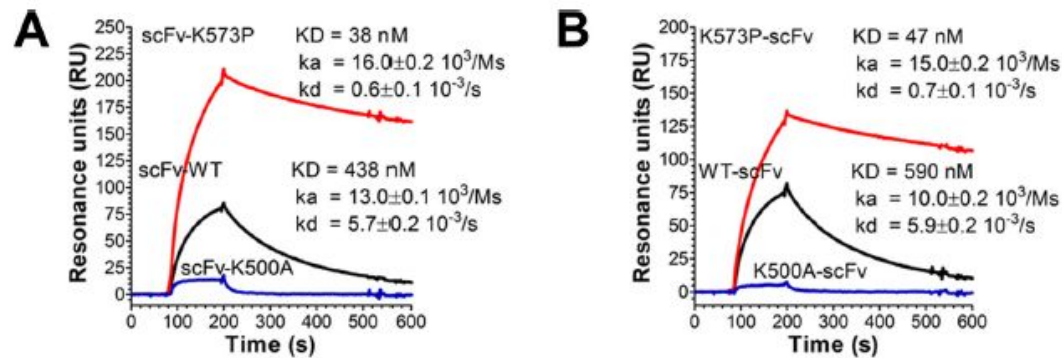 A
scFv-K573P
KD = 38 nM
ka = 16.0±0.2 10³/Ms
kd = 0.6±0.1 10⁻³/s
scFv-WT
KD = 438 nM
ka = 13.0±0.1 10³/Ms
kd = 5.7±0.2 10⁻³/s
scFv-K500A
Resonance units (RU)
250
225
200
175
150
125
100
75
50
25
0
0 100 200 300 400 500 600
Time (s)
B
K573P-scFv
KD = 47 nM
ka = 15.0±0.2 10³/Ms
kd = 0.7±0.1 10⁻³/s
WT-scFv
KD = 590 nM
ka = 10.0±0.2 10³/Ms
kd = 5.9±0.2 10⁻³/s
K500A-scFv
Resonance units (RU)
200
175
150
125
100
75
50
25
0
0 100 200 300 400 500 600
Time (s)